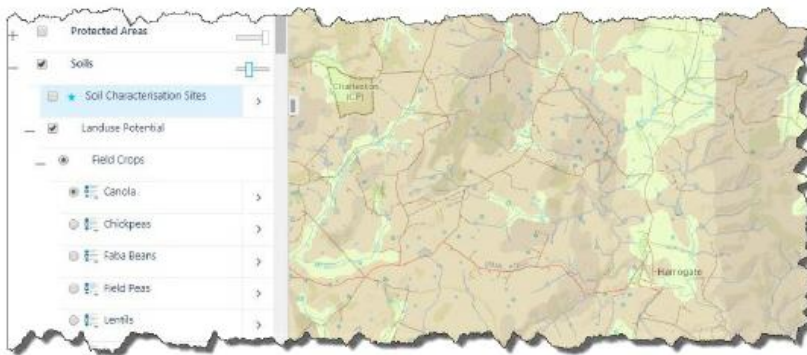 Protected Areas
Soils
Soil Characterisation Sites
Landuse Potential
Field Crops
Canola
Chickpeas
Faba Beans
Field Peas
Lentils
Charleston
(CP)
Harrogate